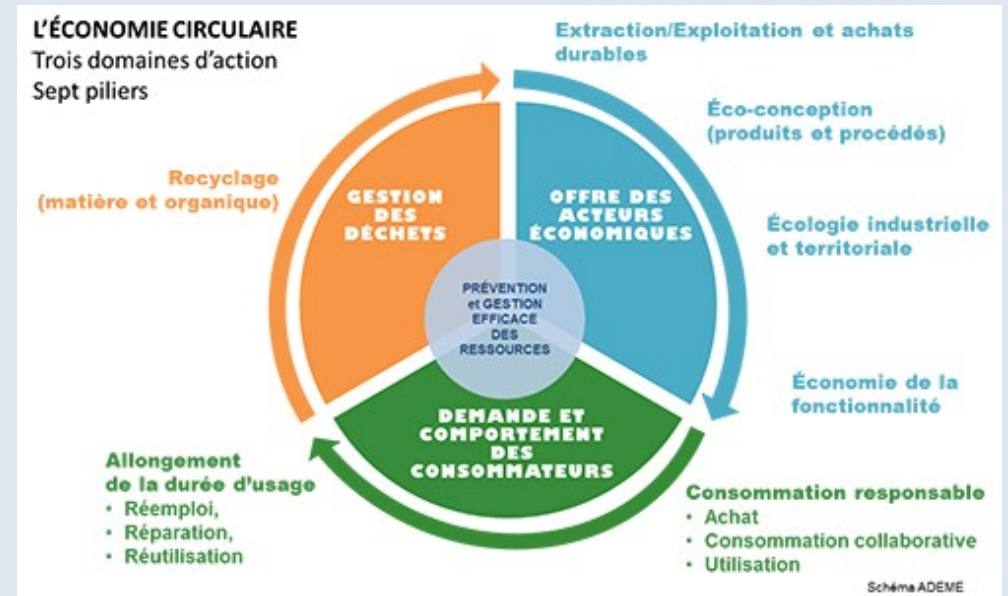 L'ÉCONOMIE CIRCULAIRE
Trois domaines d'action
Sept piliers
Extraction/Exploitation et achats
durables
Éco-conception
(produits et procédés)
Écologie industrielle
et territoriale
Économie de la
fonctionnalité
OFFRE DES
ACTEURS
ÉCONOMIQUES
Recyclage
(matière et organique)
GESTION
DES
DÉCHETS
PRÉVENTION
et GESTION
EFFICACE
DES
RESSOURCES
DEMANDE ET
COMPORTEMENT
DES
CONSOMMATEURS
Consommation responsable
• Achat
• Consommation collaborative
• Utilisation
Allongement
de la durée d'usage
• Réemploi,
• Réparation,
• Réutilisation
Schéma ADEME